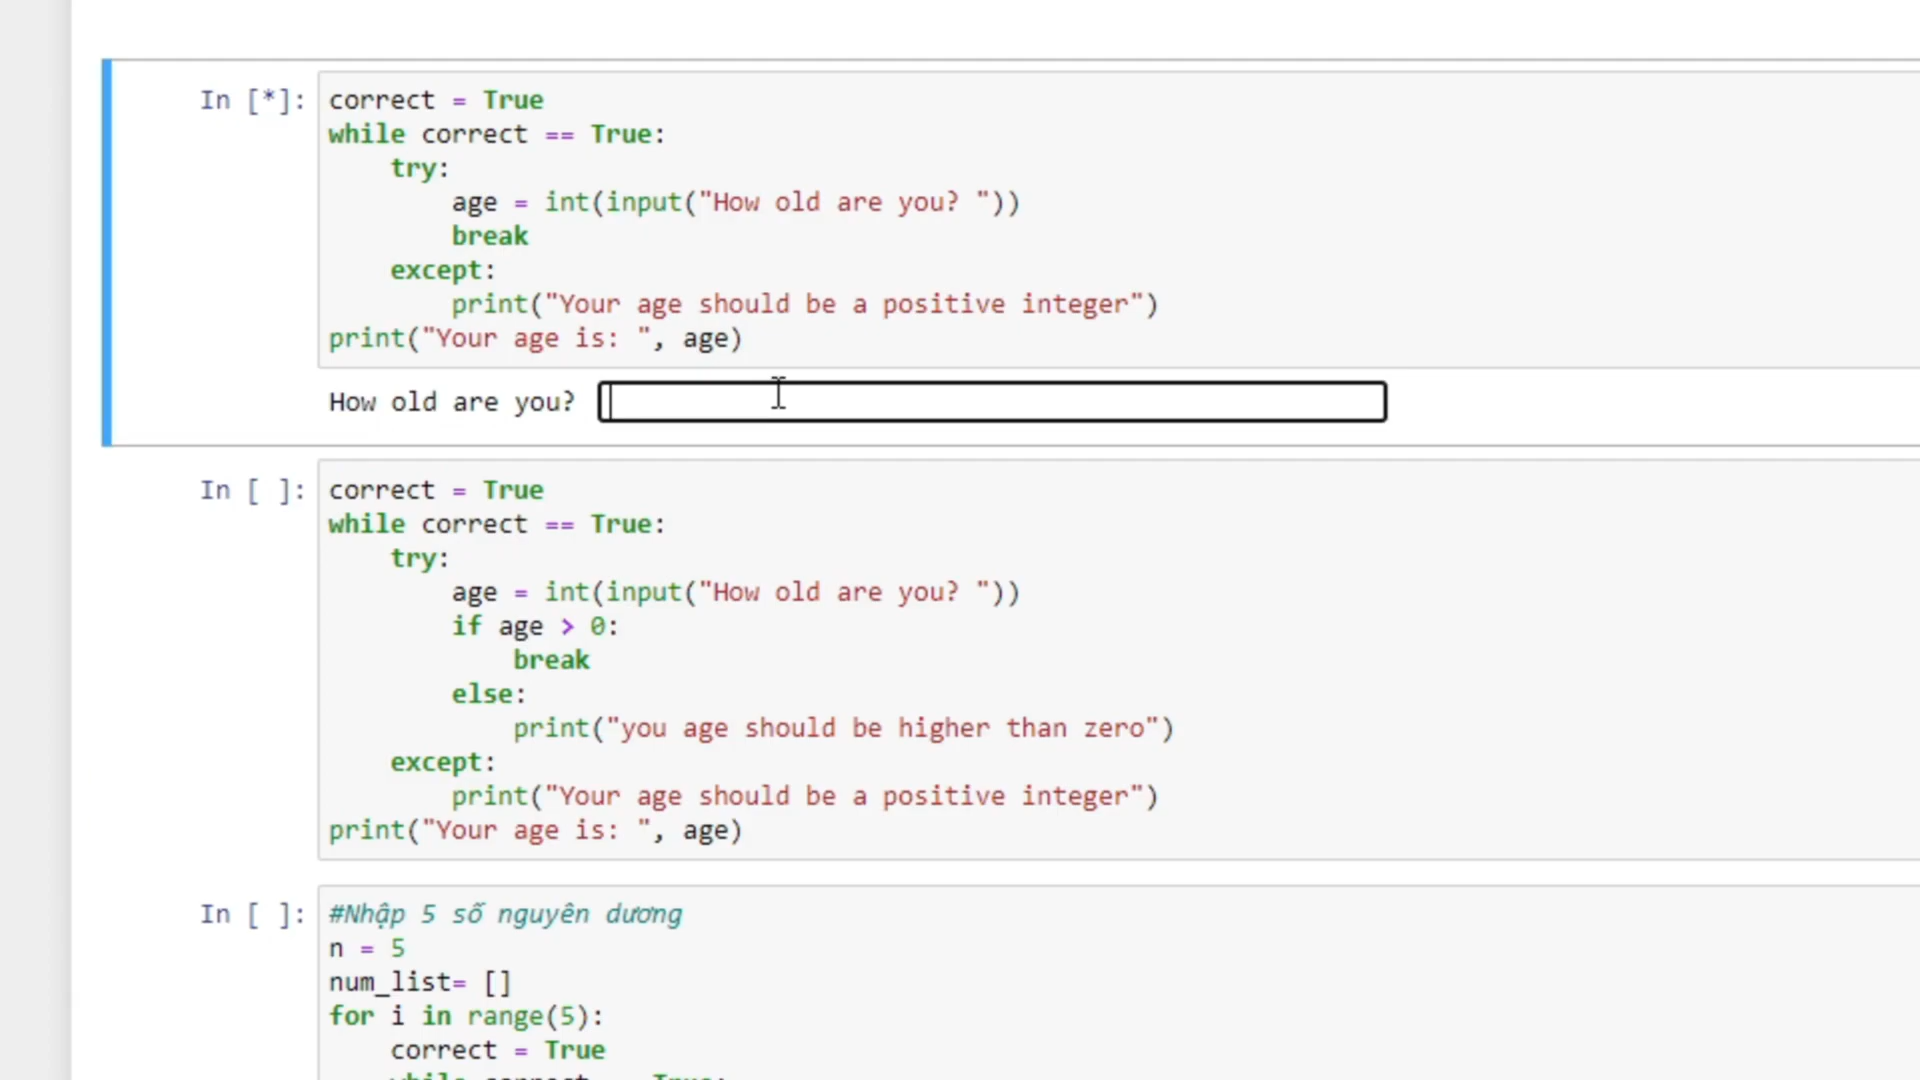 In [*]:
correct = True
while correct == True:
    try:
        age = int(input("How old are you? "))
        break
    except:
        print("Your age should be a positive integer")
print("Your age is: ", age)
How old are you?
In [ ]:
correct = True
while correct == True:
    try:
        age = int(input("How old are you? "))
        if age > 0:
            break
        else:
            print("you age should be higher than zero")
    except:
        print("Your age should be a positive integer")
print("Your age is: ", age)
In [ ]:
#Nhập 5 số nguyên dương
n = 5
num_list= []
for i in range(5):
    correct = True